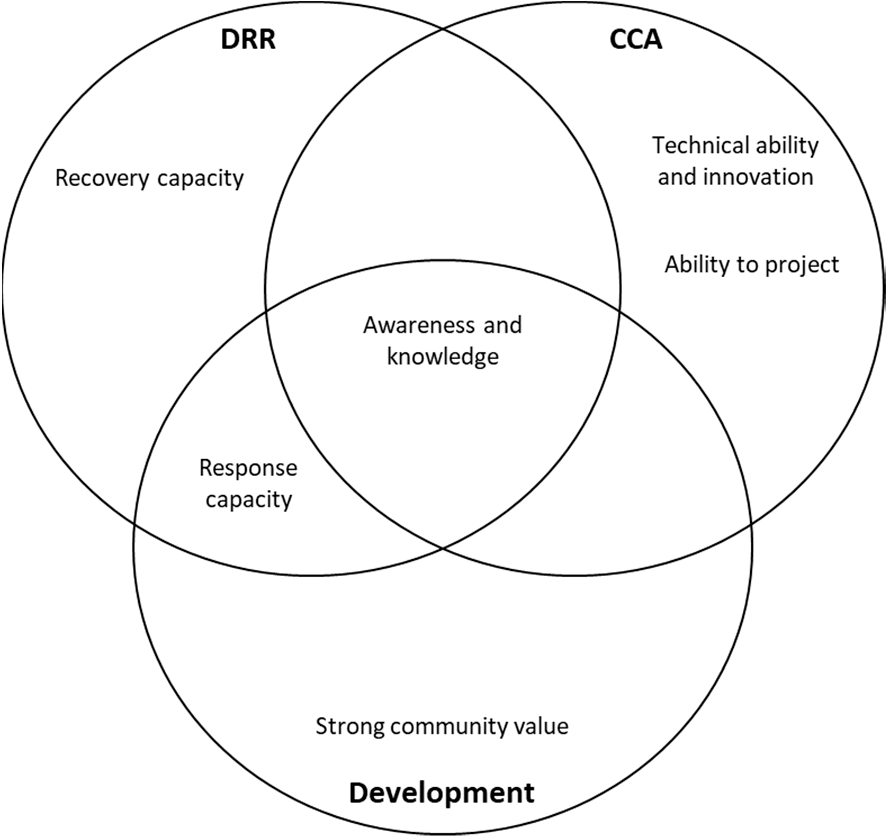 DRR
CCA
Recovery capacity
Technical ability
and innovation
Ability to project
Awareness and
knowledge
Response
capacity
Strong community value
Development